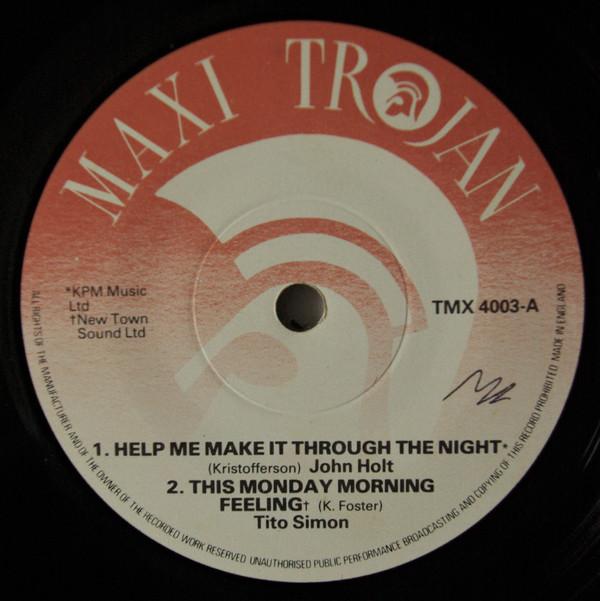 MAXI TROJAN
*KPM Music
Ltd
†New Town
Sound Ltd
TMX 4003-A
1. HELP ME MAKE IT THROUGH THE NIGHT*
(Kristofferson) John Holt
2. THIS MONDAY MORNING
FEELING† (K. Foster)
Tito Simon
ALL RIGHTS OF THE MANUFACTURER AND OF THE OWNER OF THE RECORDED WORK RESERVED. UNAUTHORISED PUBLIC PERFORMANCE BROADCASTING AND COPYING OF THIS RECORD PROHIBITED. MADE IN ENGLAND